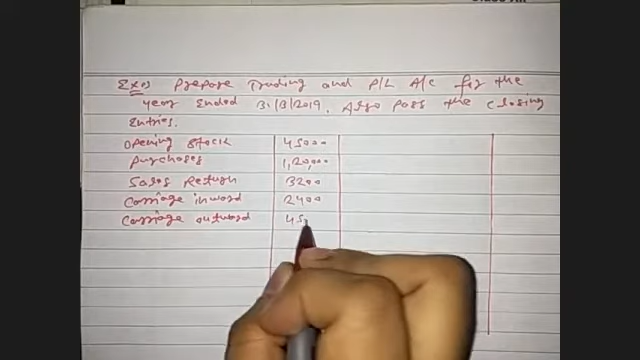 Ex:-) Prepare Trading and P/L A/c for the
year Ended 31/3/2019. Also pass the closing
Entries.
Opening Stock 45000
Purchases 1,20,000
Sales Return 3200
Carriage inward 2400
Carriage outward 45